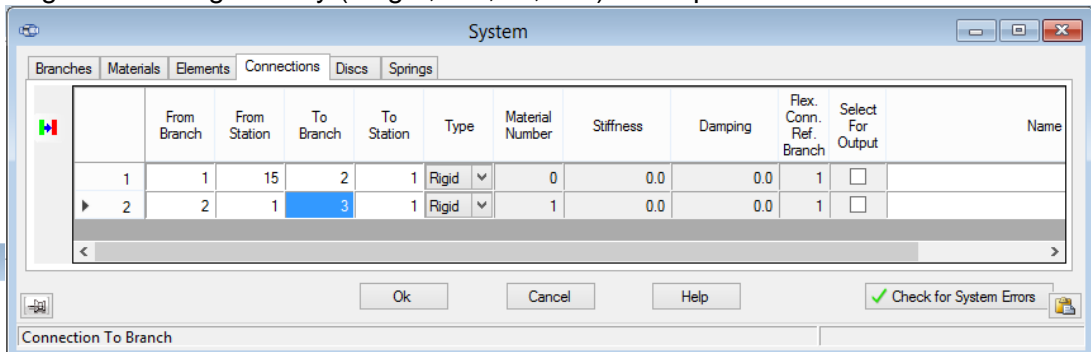 System
Branches Materials Elements Connections Discs Springs
From Branch From Station To Branch To Station Type Material Number Stiffness Damping Flex. Conn. Ref. Branch Select For Output Name
1 1 15 2 1 Rigid 0 0.0 0.0 1
2 2 1 3 1 Rigid 1 0.0 0.0 1
Ok Cancel Help Check for System Errors
Connection To Branch